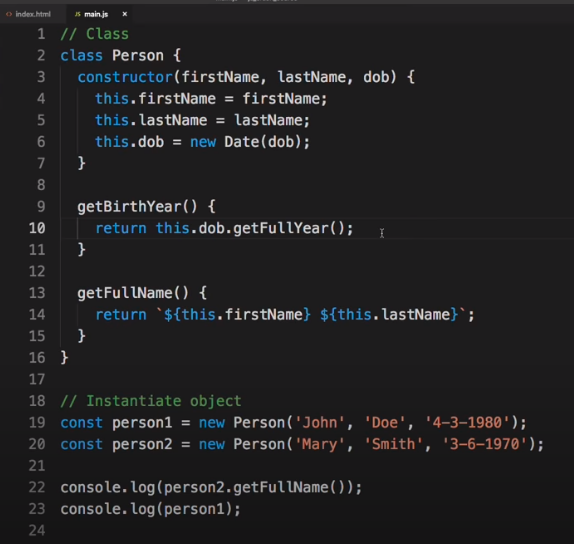 index.html JS main.js ×
1 // Class
2 class Person {
3 constructor(firstName, lastName, dob) {
4 this.firstName = firstName;
5 this.lastName = lastName;
6 this.dob = new Date(dob);
7 }
8
9 getBirthYear() {
10 return this.dob.getFullYear();
11 }
12
13 getFullName() {
14 return `${this.firstName} ${this.lastName}`;
15 }
16 }
17
18 // Instantiate object
19 const person1 = new Person('John', 'Doe', '4-3-1980');
20 const person2 = new Person('Mary', 'Smith', '3-6-1970');
21
22 console.log(person2.getFullName());
23 console.log(person1);
24